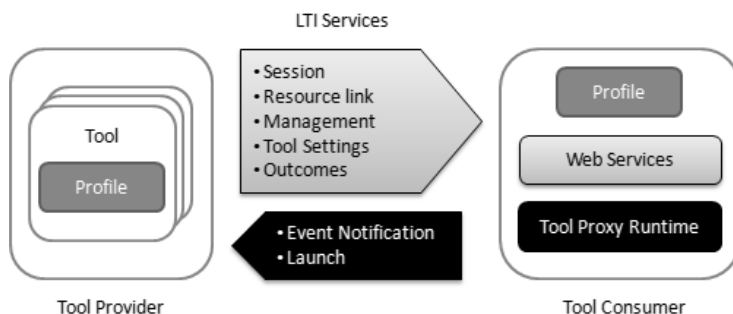 LTI Services
Tool
Profile
Tool Provider
• Session
• Resource link
• Management
• Tool Settings
• Outcomes
• Event Notification
• Launch
Profile
Web Services
Tool Proxy Runtime
Tool Consumer